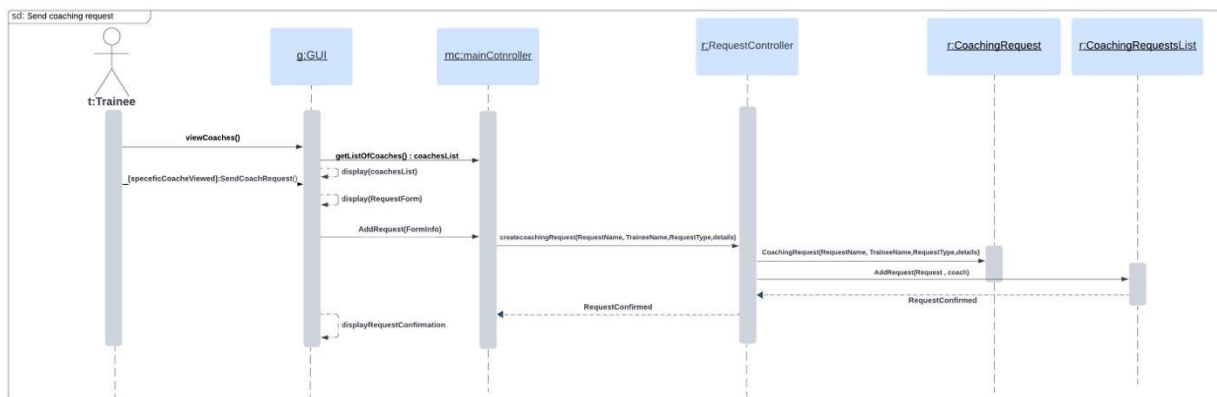 sd: Send coaching request
t:Trainee
g:GUI
mc:mainCotnroller
r:RequestController
r:CoachingRequest
r:CoachingRequestsList
viewCoaches()
getListOfCoaches() : coachesList
display(coachesList)
_[speceficCoacheViewed]:SendCoachRequest()
display(RequestForm)
AddRequest(FormInfo)
createcoachingRequest(RequestName, TraineeName,RequestType,details)
CoachingRequest(RequestName, TraineeName,RequestType,details)
AddRequest(Request , coach)
RequestConfirmed
RequestConfirmed
displayRequestConfirmation